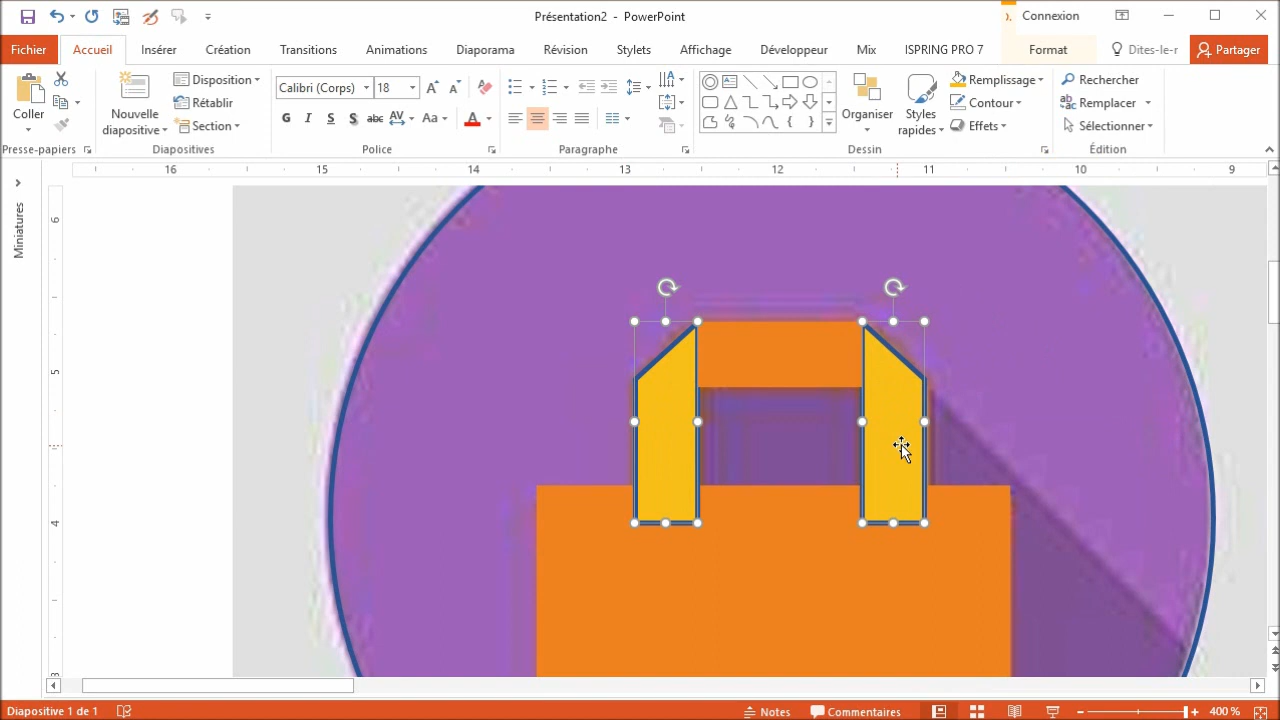 Présentation2 - PowerPoint
Connexion
Fichier Accueil Insérer Création Transitions Animations Diaporama Révision Stylets Affichage Développeur Mix ISPRING PRO 7 Format Dites-le-r Partager
Coller
Nouvelle diapositive
Disposition
Rétablir
Section
Calibri (Corps) 18
G I S S abc AV Aa A
Organiser
Styles rapides
Remplissage
Contour
Effets
Rechercher
Remplacer
Sélectionner
Presse-papiers Diapositives Police Paragraphe Dessin Édition
16 15 14 13 12 11 10 9
Miniatures
6
5
4
Diapositive 1 de 1 Notes Commentaires 400 %